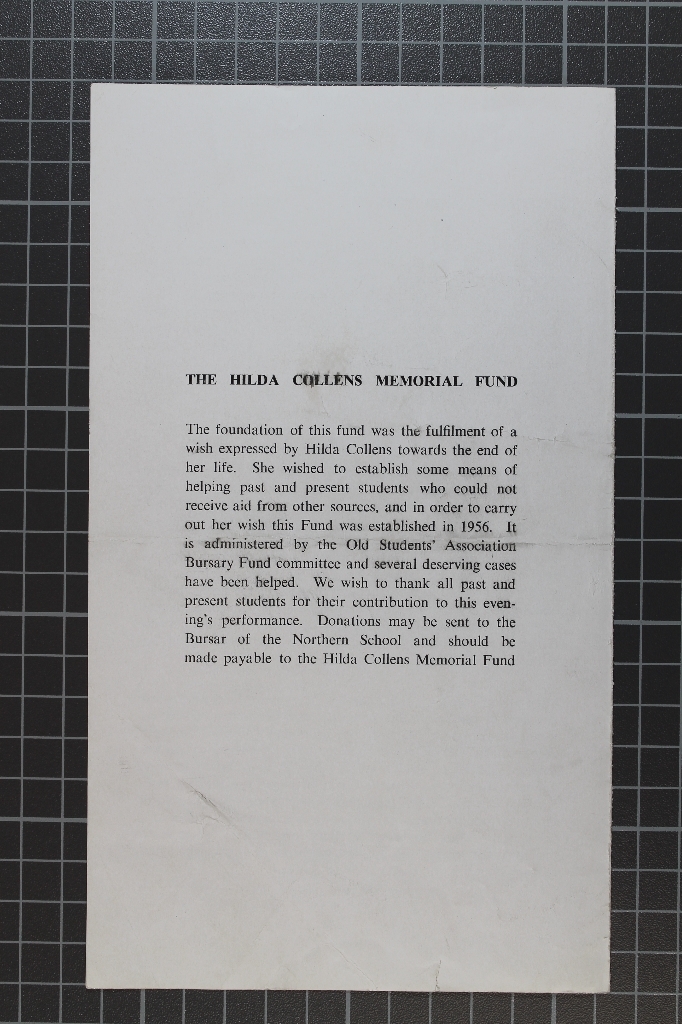 THE HILDA COLLENS MEMORIAL FUND
The foundation of this fund was the fulfilment of a
wish expressed by Hilda Collens towards the end of
her life. She wished to establish some means of
helping past and present students who could not
receive aid from other sources, and in order to carry
out her wish this Fund was established in 1956. It
is administered by the Old Students' Association
Bursary Fund committee and several deserving cases
have been helped. We wish to thank all past and
present students for their contribution to this even-
ing's performance. Donations may be sent to the
Bursar of the Northern School and should be
made payable to the Hilda Collens Memorial Fund